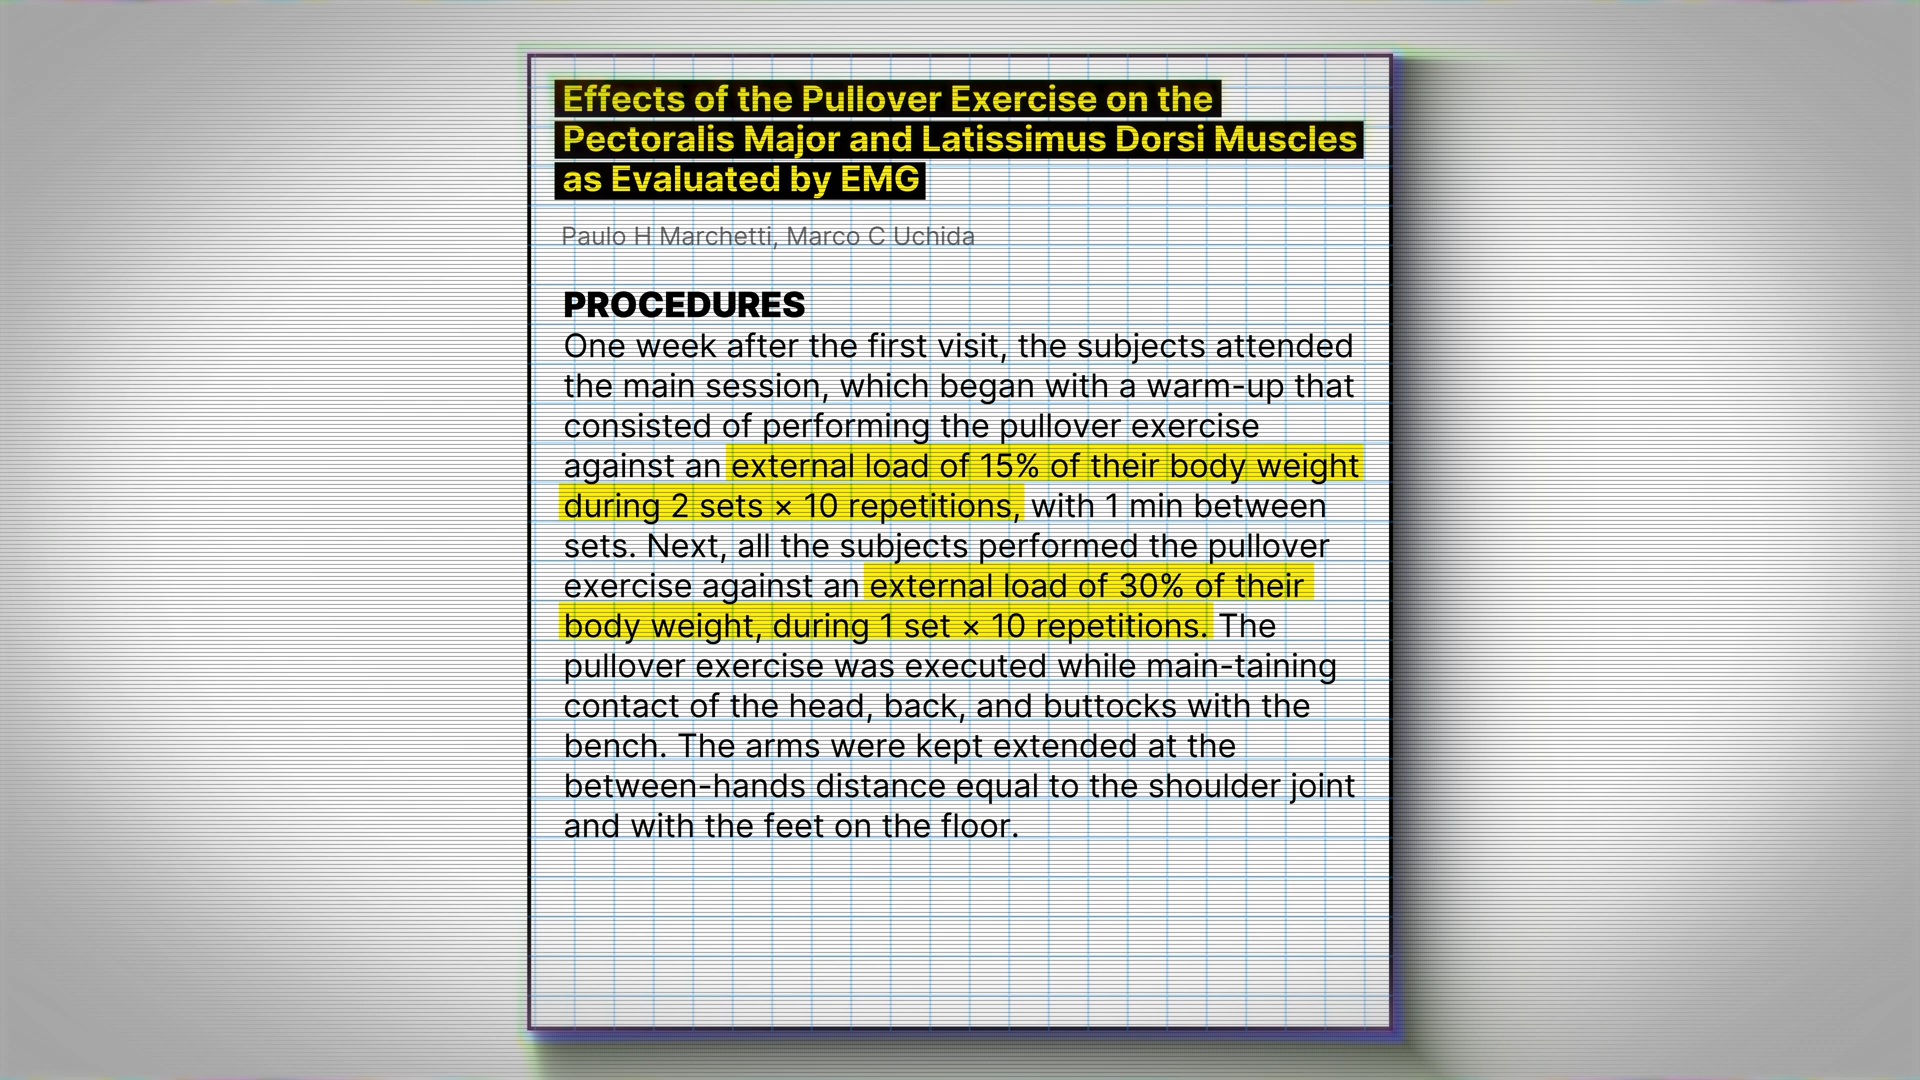 Effects of the Pullover Exercise on the
Pectoralis Major and Latissimus Dorsi Muscles
as Evaluated by EMG
Paulo H Marchetti, Marco C Uchida
PROCEDURES
One week after the first visit, the subjects attended
the main session, which began with a warm-up that
consisted of performing the pullover exercise
against an external load of 15% of their body weight
during 2 sets × 10 repetitions, with 1 min between
sets. Next, all the subjects performed the pullover
exercise against an external load of 30% of their
body weight, during 1 set × 10 repetitions. The
pullover exercise was executed while main-taining
contact of the head, back, and buttocks with the
bench. The arms were kept extended at the
between-hands distance equal to the shoulder joint
and with the feet on the floor.